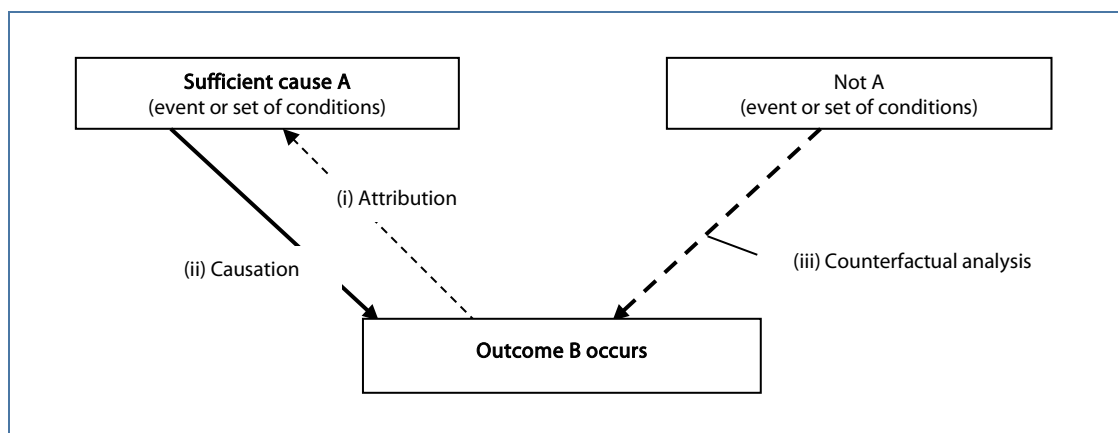 Sufficient cause A
(event or set of conditions)
Not A
(event or set of conditions)
(i) Attribution
(ii) Causation
(iii) Counterfactual analysis
Outcome B occurs